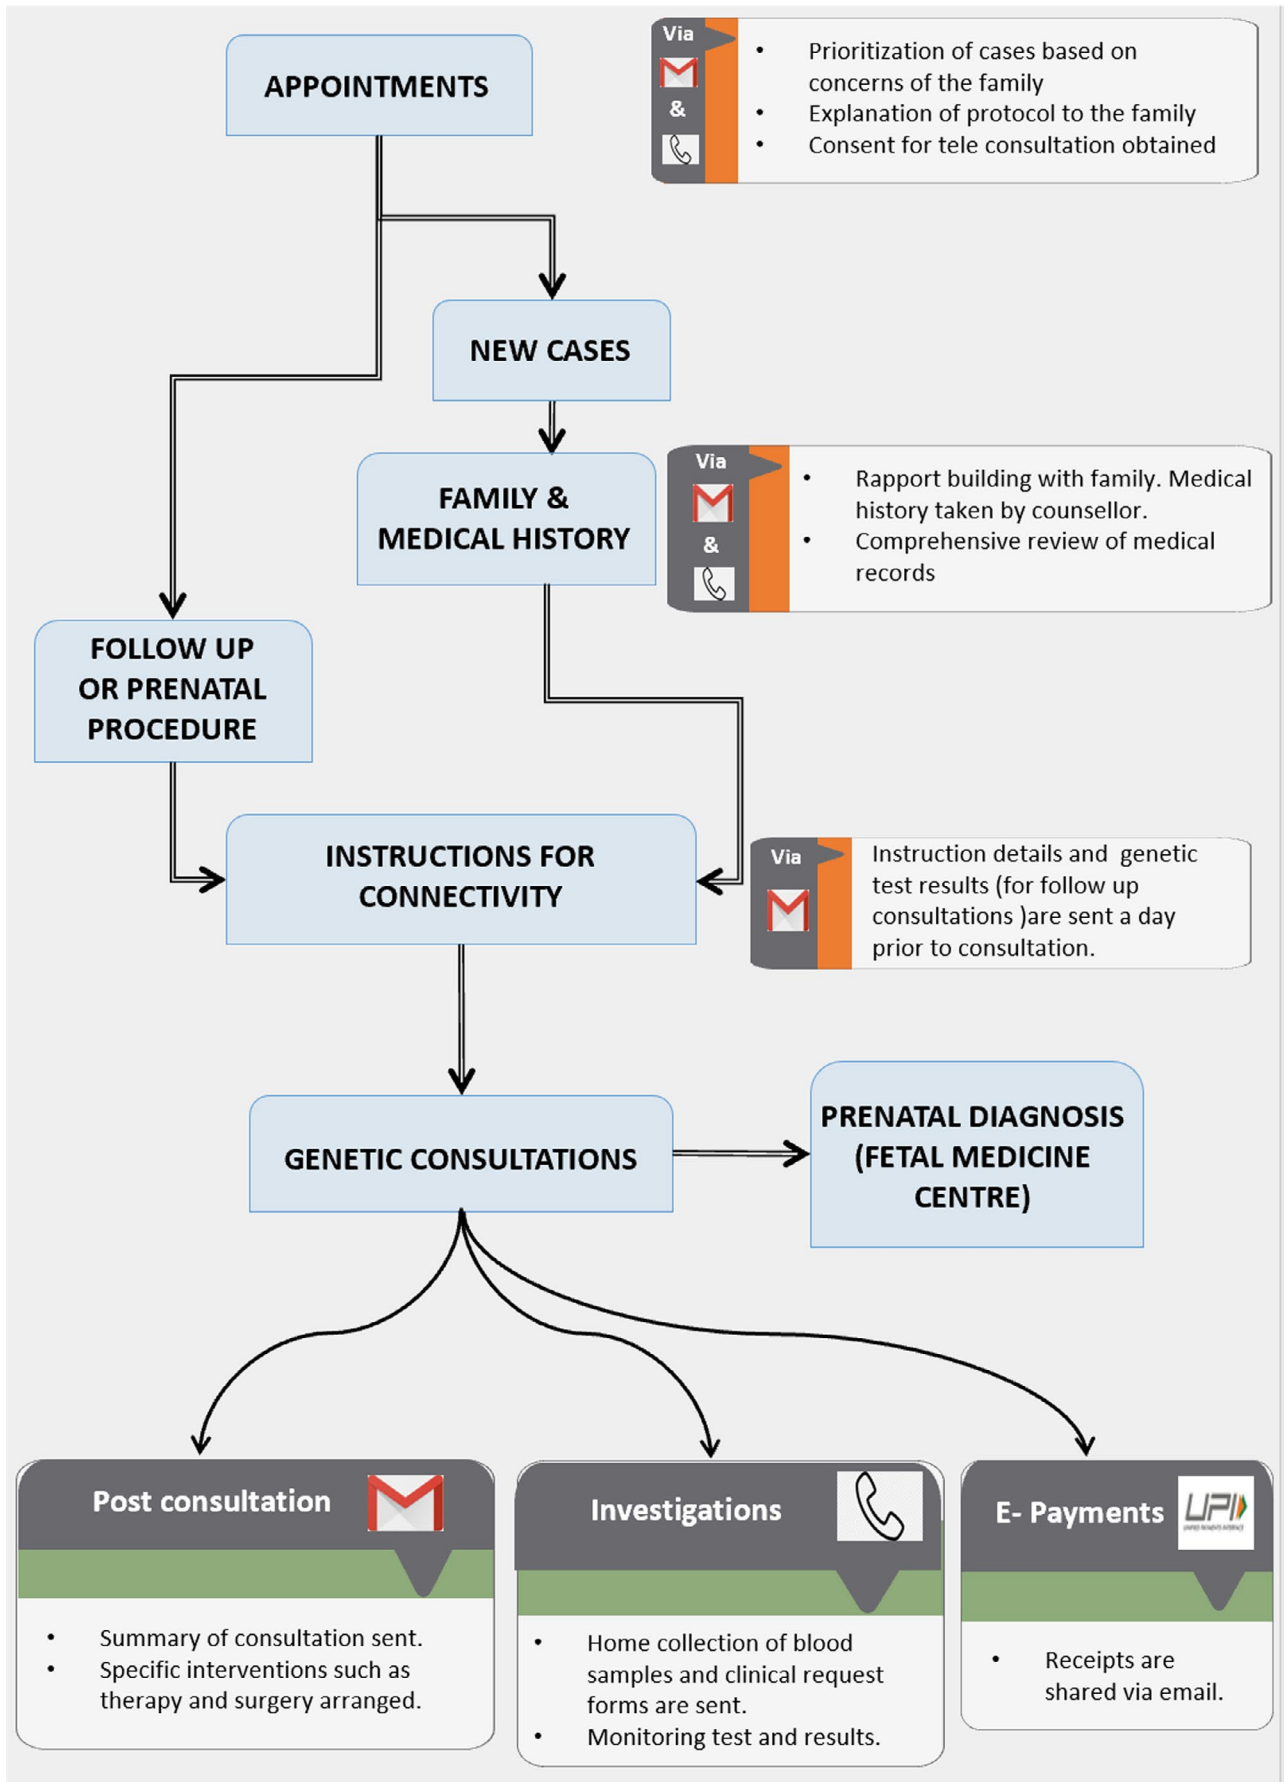 APPOINTMENTS
Via
&
• Prioritization of cases based on
concerns of the family
• Explanation of protocol to the family
• Consent for tele consultation obtained
NEW CASES
FAMILY &
MEDICAL HISTORY
Via
&
• Rapport building with family. Medical
history taken by counsellor.
• Comprehensive review of medical
records
FOLLOW UP
OR PRENATAL
PROCEDURE
INSTRUCTIONS FOR
CONNECTIVITY
Via
Instruction details and genetic
test results (for follow up
consultations )are sent a day
prior to consultation.
GENETIC CONSULTATIONS
PRENATAL DIAGNOSIS
(FETAL MEDICINE
CENTRE)
Post consultation
• Summary of consultation sent.
• Specific interventions such as
therapy and surgery arranged.
Investigations
• Home collection of blood
samples and clinical request
forms are sent.
• Monitoring test and results.
E- Payments
UPI
UNIFIED PAYMENTS INTERFACE
• Receipts are
shared via email.